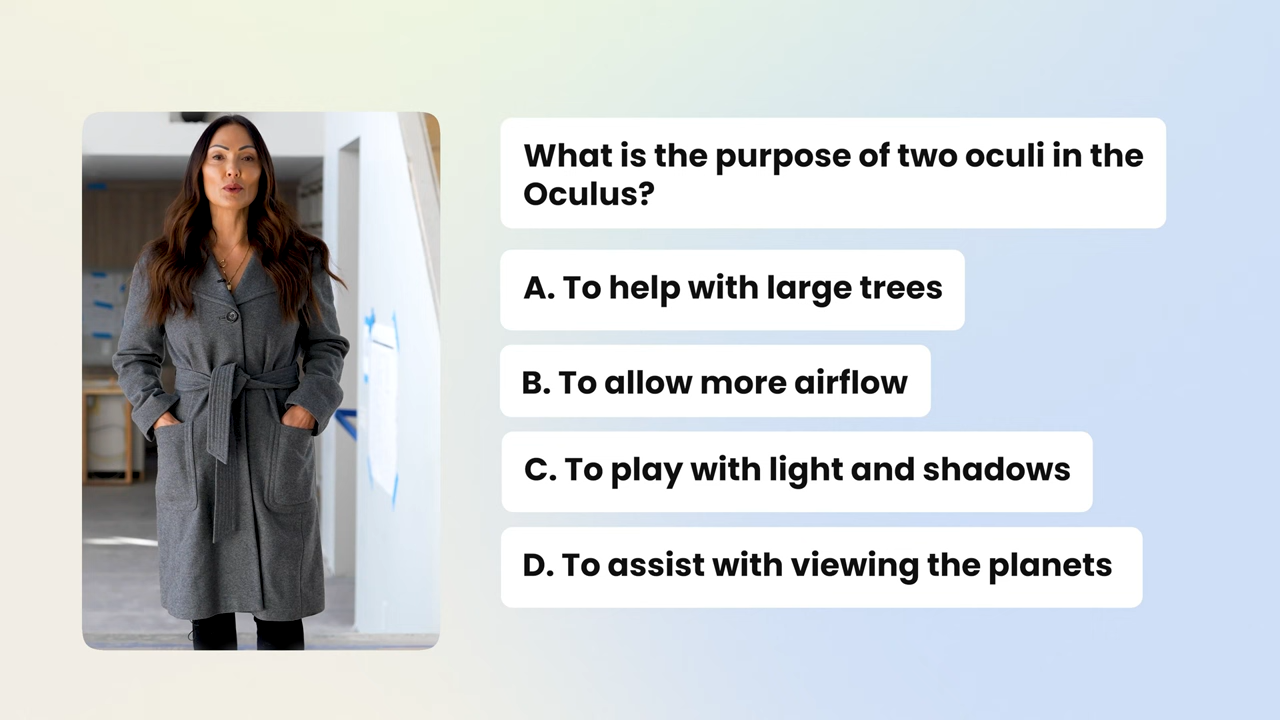 What is the purpose of two oculi in the
Oculus?
A. To help with large trees
B. To allow more airflow
C. To play with light and shadows
D. To assist with viewing the planets